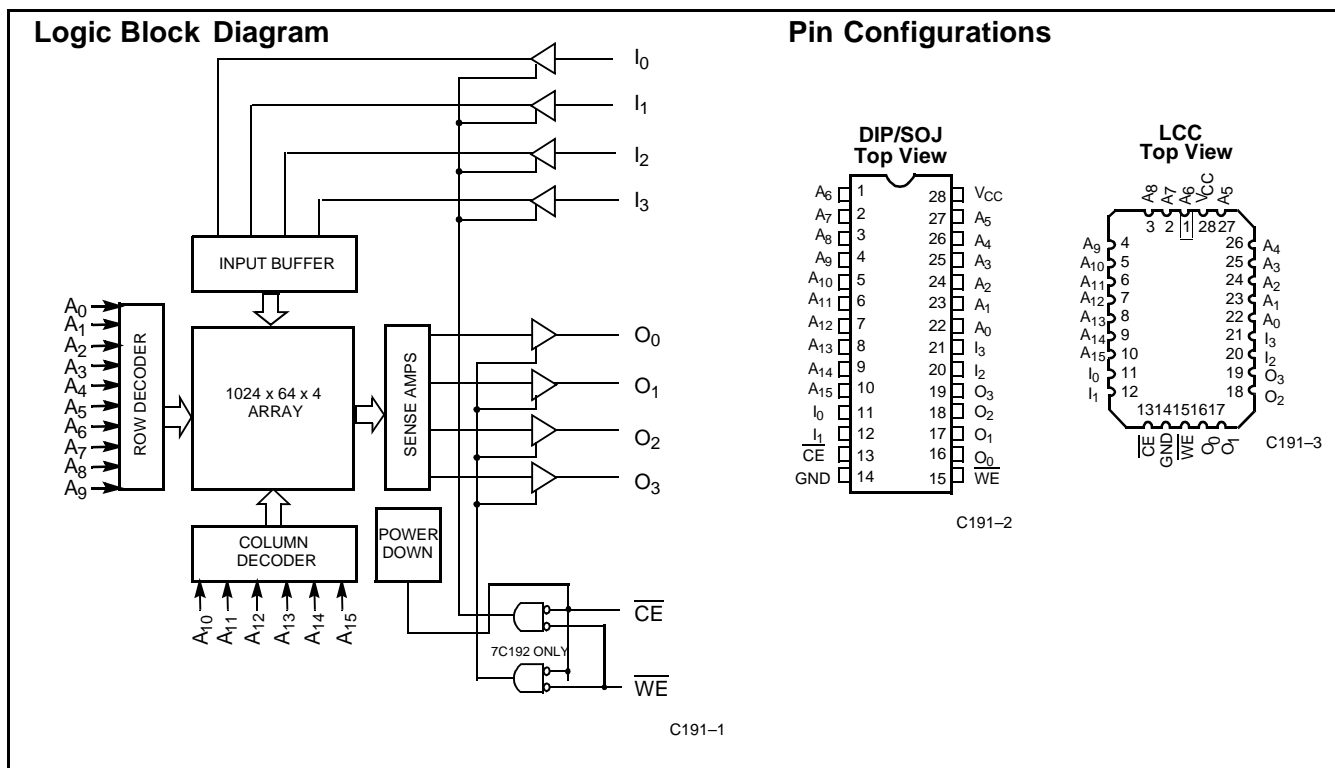 Logic Block Diagram
I0
I1
I2
I3
INPUT BUFFER
A0
A1
A2
A3
A4
A5
A6
A7
A8
A9
ROW DECODER
1024 x 64 x 4
ARRAY
SENSE AMPS
O0
O1
O2
O3
COLUMN
DECODER
POWER
DOWN
A10
A11
A12
A13
A14
A15
CE
7C192 ONLY
WE
C191–1
Pin Configurations
DIP/SOJ
Top View
A6 1 28 VCC
A7 2 27 A5
A8 3 26 A4
A9 4 25 A3
A10 5 24 A2
A11 6 23 A1
A12 7 22 A0
A13 8 21 I3
A14 9 20 I2
A15 10 19 O3
I0 11 18 O2
I1 12 17 O1
CE 13 16 O0
GND 14 15 WE
C191–2
LCC
Top View
A8 A7 A6 VCC A5
3 2 1 28 27
A9 4 26 A4
A10 5 25 A3
A11 6 24 A2
A12 7 23 A1
A13 8 22 A0
A14 9 21 I3
A15 10 20 I2
I0 11 19 O3
I1 12 18 O2
13 14 15 16 17
CE GND WE O0 O1
C191–3